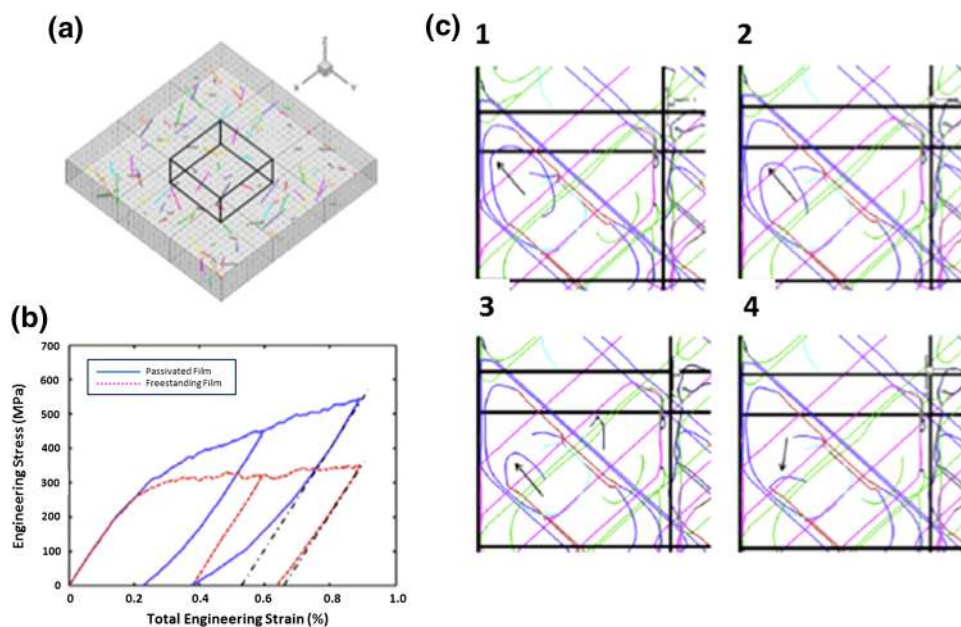 (a)
Z
X
Y
(b)
700
600
500
400
300
200
100
0
Engineering Stress (MPa)
Passivated Film
Freestanding Film
0 0.2 0.4 0.6 0.8 1.0
Total Engineering Strain (%)
(c)
1
2
3
4